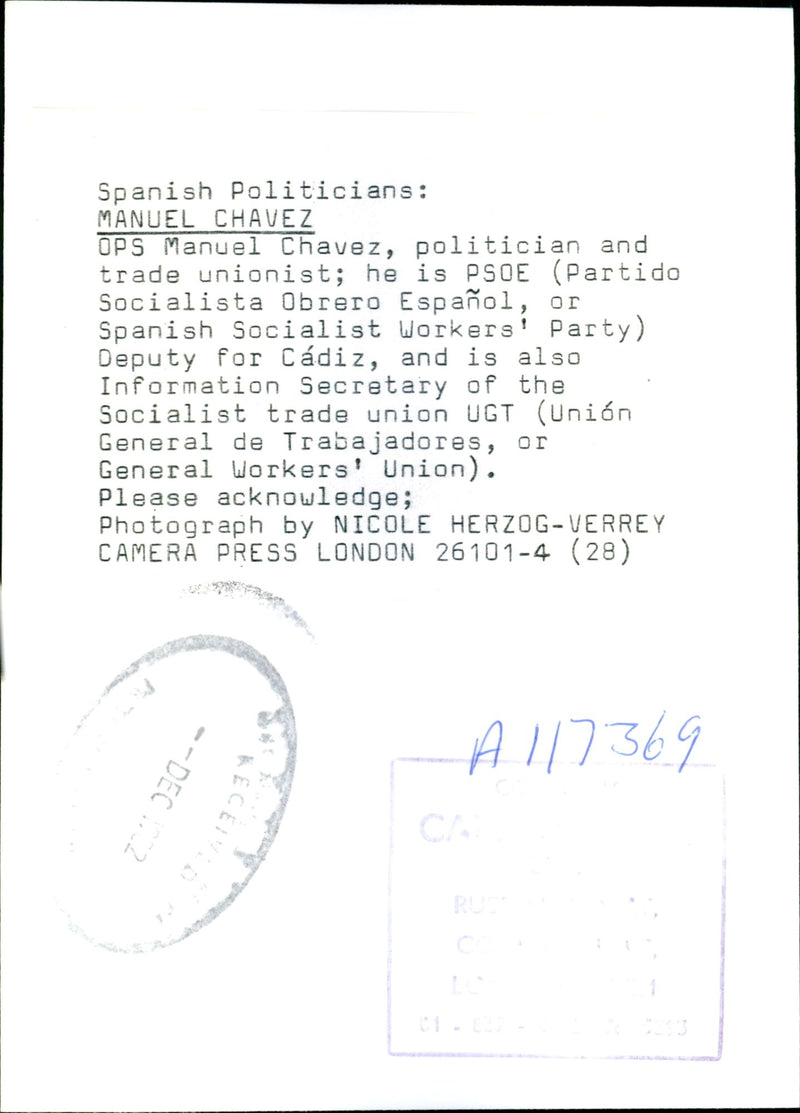 Spanish Politicians:
MANUEL CHAVEZ
OPS Manuel Chavez, politician and
trade unionist; he is PSOE (Partido
Socialista Obrero Español, or
Spanish Socialist Workers' Party)
Deputy for Cádiz, and is also
Information Secretary of the
Socialist trade union UGT (Unión
General de Trabajadores, or
General Workers' Union).
Please acknowledge;
Photograph by NICOLE HERZOG-VERREY
CAMERA PRESS LONDON 26101-4 (28)
A117369
DEC
RECEIVED